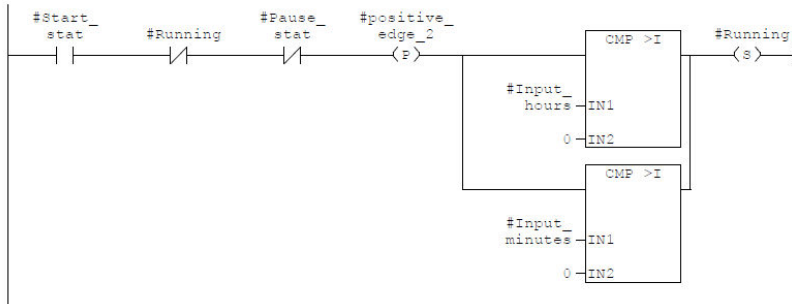 #Start_
stat
#Running
#Pause_
stat
#positive_
edge_2
P
CMP >I
#Running
S
#Input_
hours
IN1
0
IN2
CMP >I
#Input_
minutes
IN1
0
IN2